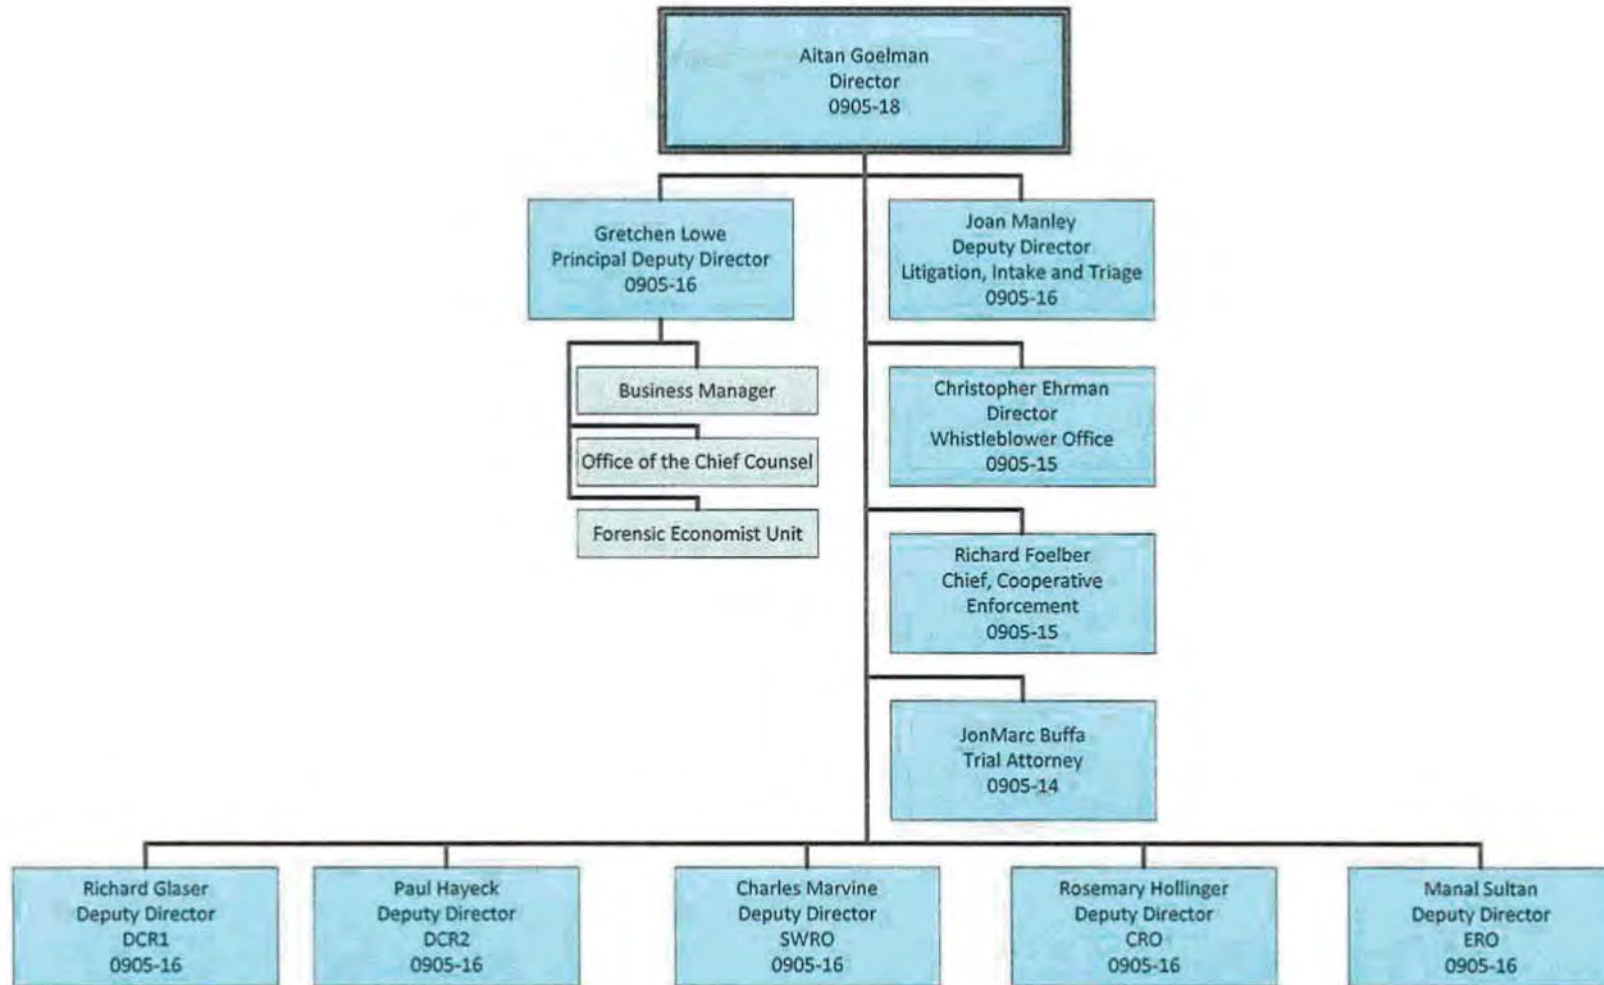 Aitan Goelman
Director
0905-18
Gretchen Lowe
Principal Deputy Director
0905-16
Joan Manley
Deputy Director
Litigation, Intake and Triage
0905-16
Business Manager
Office of the Chief Counsel
Forensic Economist Unit
Christopher Ehrman
Director
Whistleblower Office
0905-15
Richard Foelber
Chief, Cooperative
Enforcement
0905-15
JonMarc Buffa
Trial Attorney
0905-14
Richard Glaser
Deputy Director
DCR1
0905-16
Paul Hayeck
Deputy Director
DCR2
0905-16
Charles Marvine
Deputy Director
SWRO
0905-16
Rosemary Hollinger
Deputy Director
CRO
0905-16
Manal Sultan
Deputy Director
ERO
0905-16